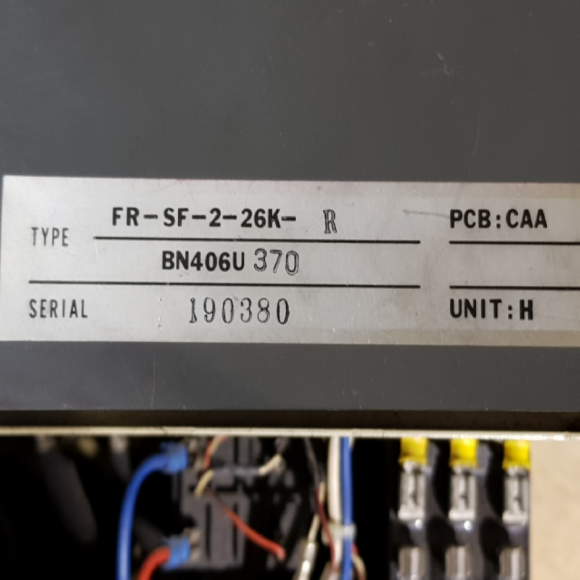 TYPE FR-SF-2-26K- R PCB:CAA
BN406U 370
SERIAL 190380 UNIT:H